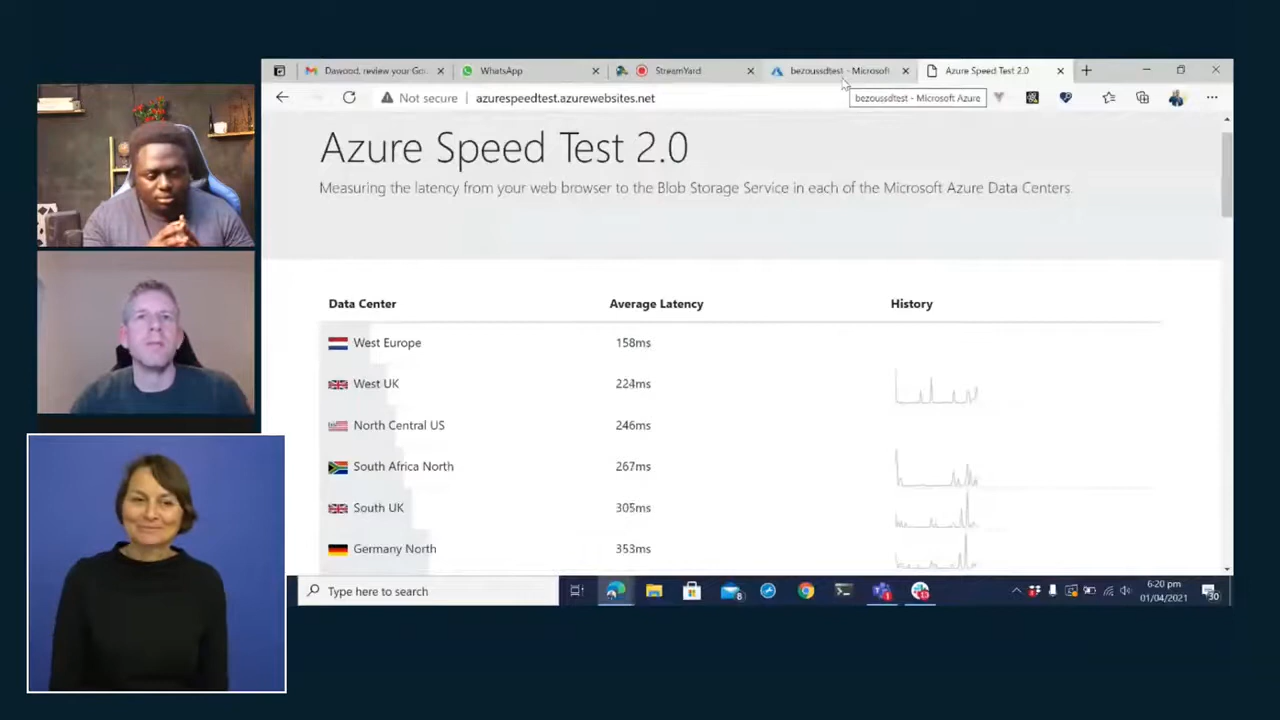 Dawood, review your Go
WhatsApp
StreamYard
bezoussdtest - Microsoft
Azure Speed Test 2.0
Not secure | azurespeedtest.azurewebsites.net
bezoussdtest - Microsoft Azure
Azure Speed Test 2.0
Measuring the latency from your web browser to the Blob Storage Service in each of the Microsoft Azure Data Centers.
Data Center Average Latency History
West Europe 158ms
West UK 224ms
North Central US 246ms
South Africa North 267ms
South UK 305ms
Germany North 353ms
Type here to search
8
1
6:20 pm
01/04/2021
30